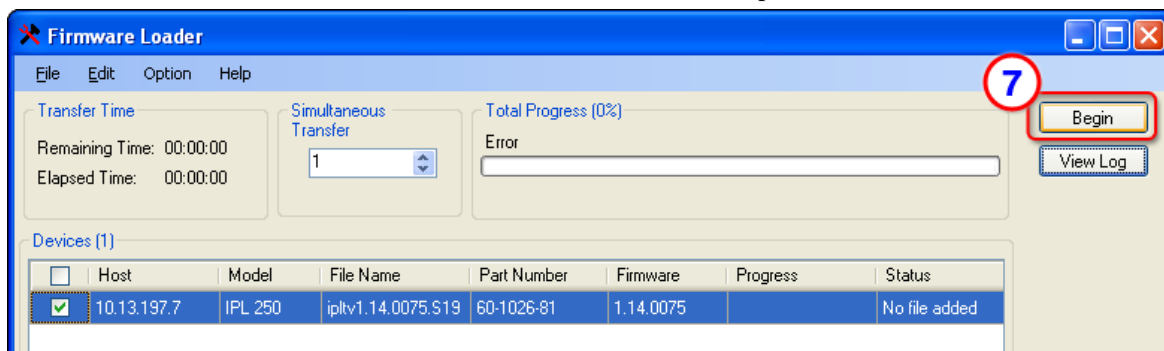 Firmware Loader
File Edit Option Help
7
Transfer Time
Remaining Time: 00:00:00
Elapsed Time: 00:00:00
Simultaneous
Transfer
1
Total Progress (0%)
Error
Begin
View Log
Devices (1)
Host Model File Name Part Number Firmware Progress Status
10.13.197.7 IPL 250 ipltv1.14.0075.S19 60-1026-81 1.14.0075 No file added